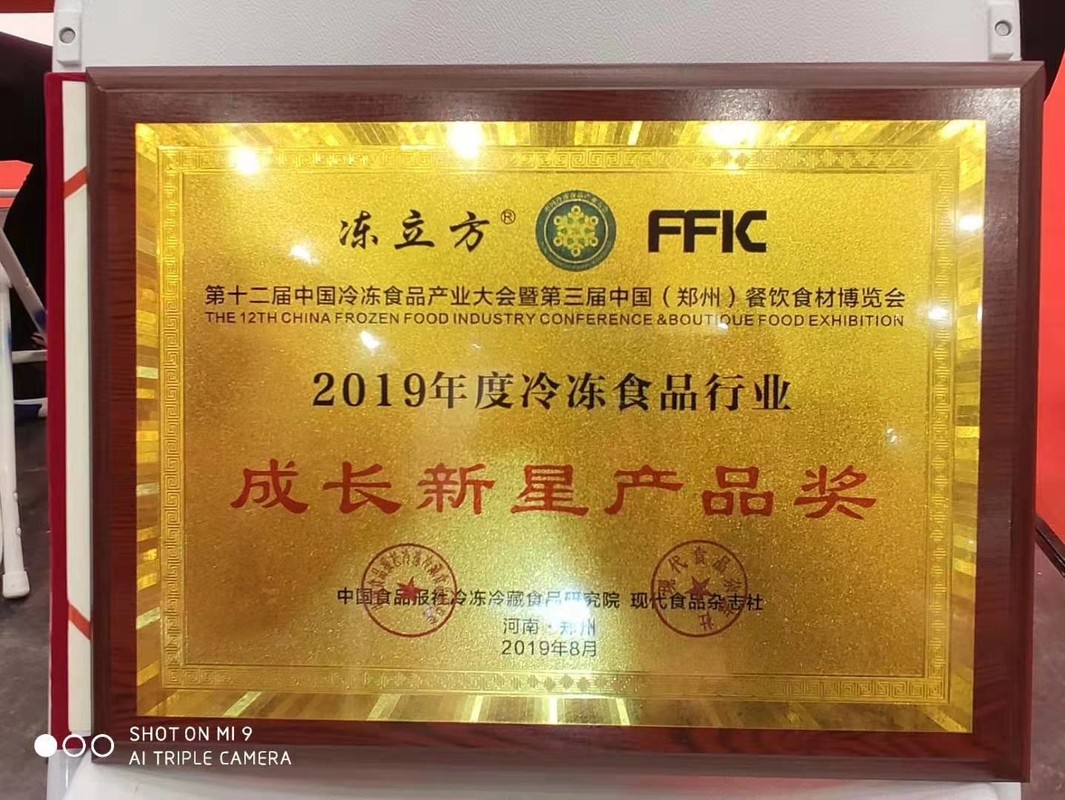 冻立方® FFIC
第十二届中国冷冻食品产业大会暨第三届中国（郑州）餐饮食材博览会
THE 12TH CHINA FROZEN FOOD INDUSTRY CONFERENCE &BOUTIQUE FOOD EXHIBITION
2019年度冷冻食品行业
成长新星产品奖
中国食品报社冷冻冷藏食品研究院 现代食品杂志社
河南·郑州
2019年8月
SHOT ON MI 9
AI TRIPLE CAMERA